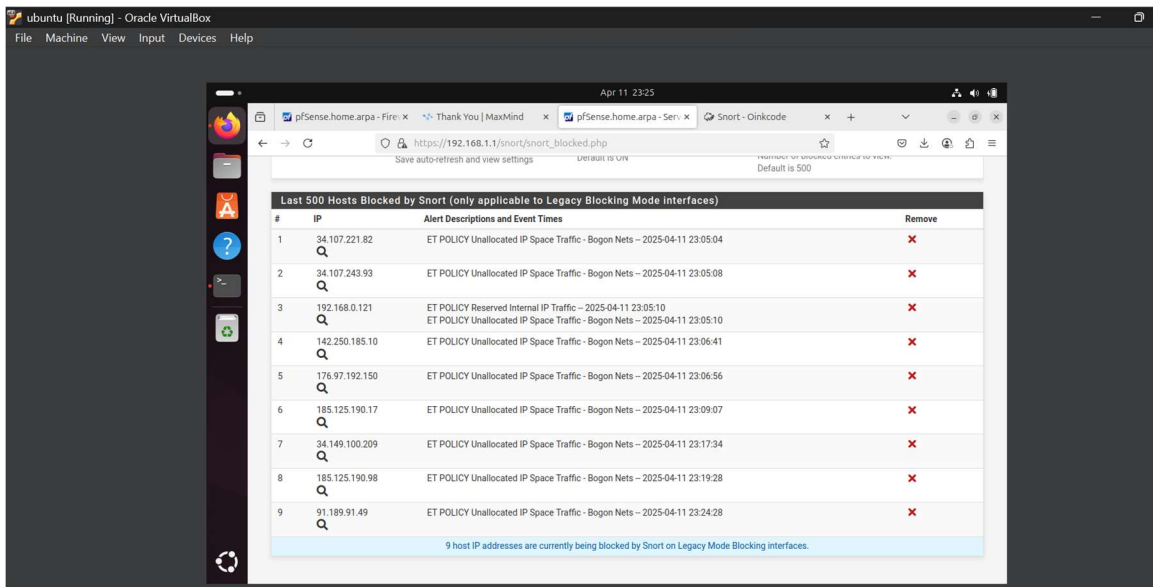 ubuntu [Running] - Oracle VirtualBox
File Machine View Input Devices Help
Apr 11 23:25
pfSense.home.arpa - Fire
Thank You | MaxMind
pfSense.home.arpa - Serv
Snort - Oinkcode
https://192.168.1.1/snort/snort_blocked.php
Save auto-refresh and view settings Default is ON Number of blocked entries to view.
Default is 500
Last 500 Hosts Blocked by Snort (only applicable to Legacy Blocking Mode interfaces)
# IP Alert Descriptions and Event Times Remove
1 34.107.221.82 ET POLICY Unallocated IP Space Traffic - Bogon Nets -- 2025-04-11 23:05:04
2 34.107.243.93 ET POLICY Unallocated IP Space Traffic - Bogon Nets -- 2025-04-11 23:05:08
3 192.168.0.121 ET POLICY Reserved Internal IP Traffic -- 2025-04-11 23:05:10
ET POLICY Unallocated IP Space Traffic - Bogon Nets -- 2025-04-11 23:05:10
4 142.250.185.10 ET POLICY Unallocated IP Space Traffic - Bogon Nets -- 2025-04-11 23:06:41
5 176.97.192.150 ET POLICY Unallocated IP Space Traffic - Bogon Nets -- 2025-04-11 23:06:56
6 185.125.190.17 ET POLICY Unallocated IP Space Traffic - Bogon Nets -- 2025-04-11 23:09:07
7 34.149.100.209 ET POLICY Unallocated IP Space Traffic - Bogon Nets -- 2025-04-11 23:17:34
8 185.125.190.98 ET POLICY Unallocated IP Space Traffic - Bogon Nets -- 2025-04-11 23:19:28
9 91.189.91.49 ET POLICY Unallocated IP Space Traffic - Bogon Nets -- 2025-04-11 23:24:28
9 host IP addresses are currently being blocked by Snort on Legacy Mode Blocking interfaces.